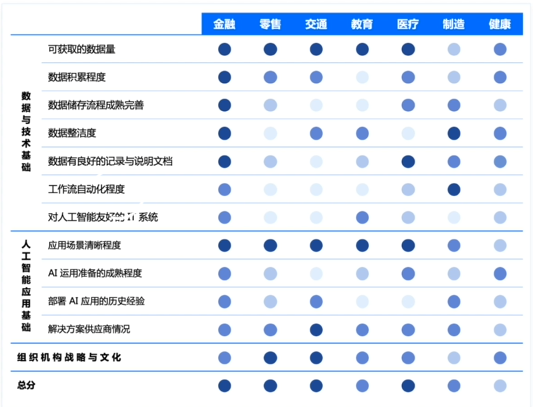 金融 零售 交通 教育 医疗 制造 健康
数据与技术基础
可获取的数据量
数据积累程度
数据储存流程成熟完善
数据整洁度
数据有良好的记录与说明文档
工作流自动化程度
对人工智能友好的 IT 系统
人工智能应用基础
应用场景清晰程度
AI 运用准备的成熟程度
部署 AI 应用的历史经验
解决方案供应商情况
组织机构战略与文化
总分